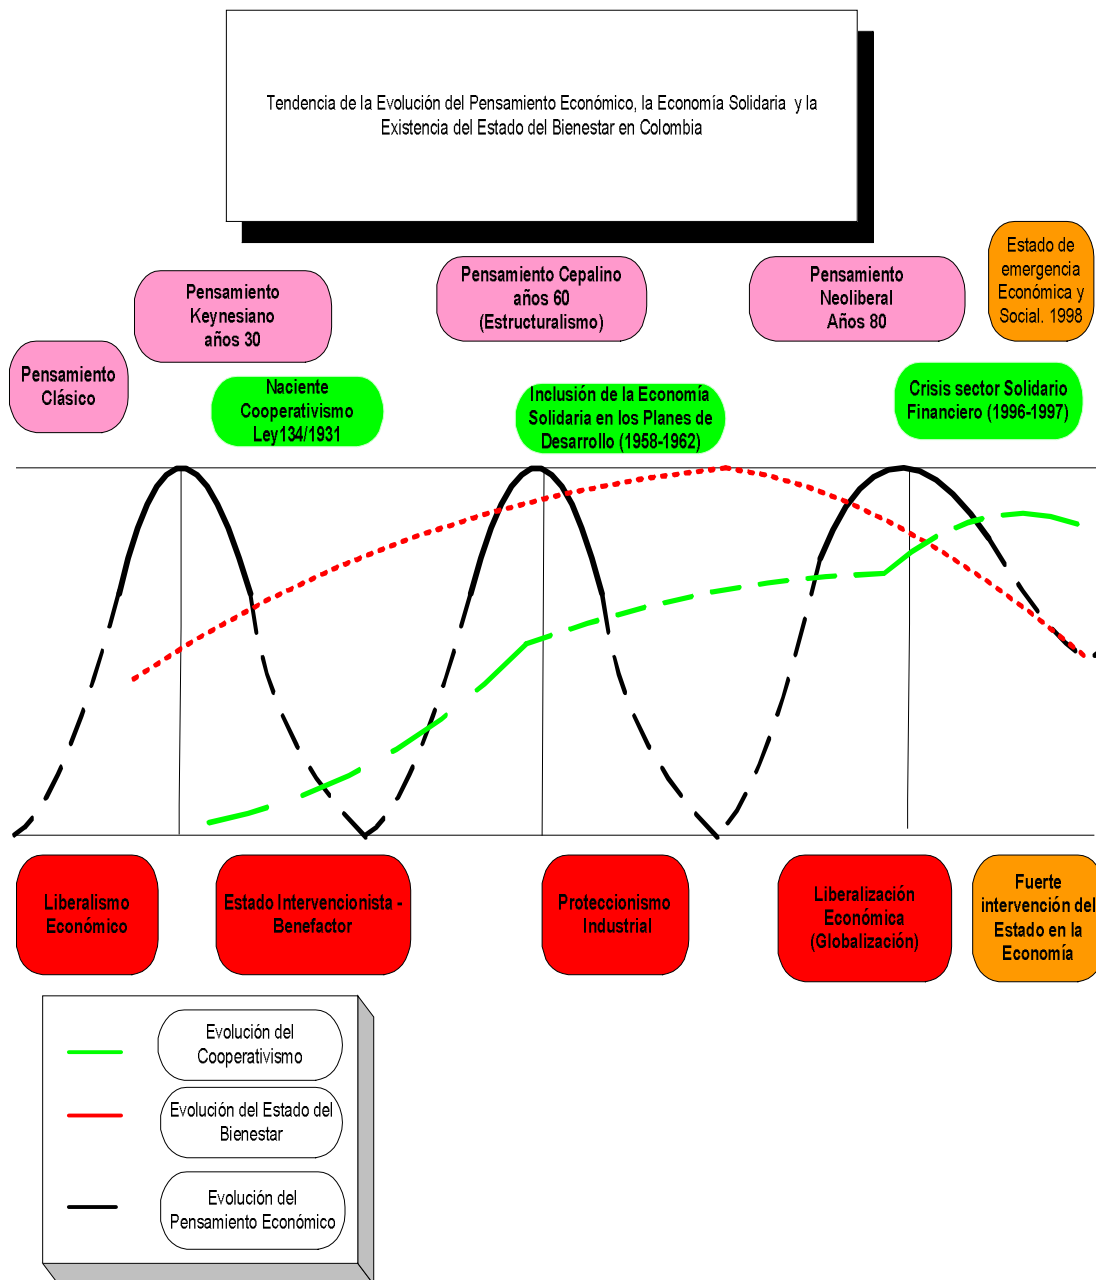 Tendencia de la Evolución del Pensamiento Económico, la Economía Solidaria y la
Existencia del Estado del Bienestar en Colombia
Pensamiento
Clásico
Pensamiento
Keynesiano
años 30
Naciente
Cooperativismo
Ley134/1931
Pensamiento Cepalino
años 60
(Estructuralismo)
Inclusión de la Economía
Solidaria en los Planes de
Desarrollo (1958-1962)
Pensamiento
Neoliberal
Años 80
Estado de
emergencia
Económica y
Social. 1998
Crisis sector Solidario
Financiero (1996-1997)
Liberalismo
Económico
Estado Intervencionista -
Benefactor
Proteccionismo
Industrial
Liberalización
Económica
(Globalización)
Fuerte
intervención del
Estado en la
Economía
Evolución del
Cooperativismo
Evolución del Estado del
Bienestar
Evolución del
Pensamiento Económico